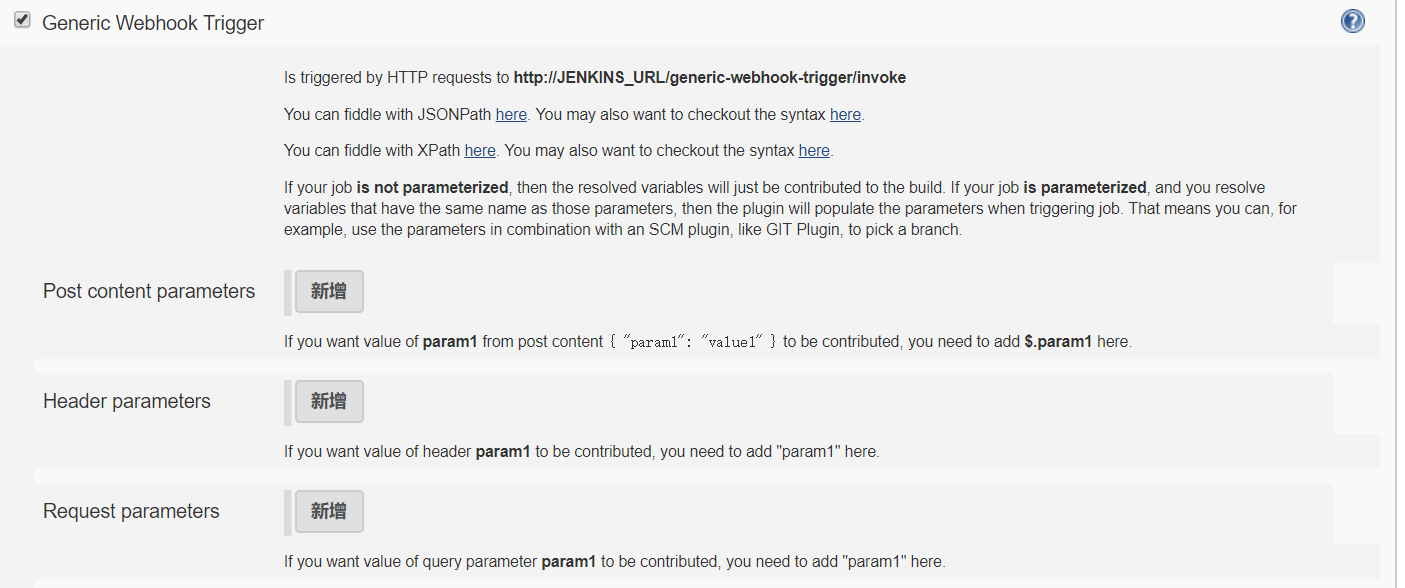 Generic Webhook Trigger
Is triggered by HTTP requests to http://JENKINS_URL/generic-webhook-trigger/invoke
You can fiddle with JSONPath here. You may also want to checkout the syntax here.
You can fiddle with XPath here. You may also want to checkout the syntax here.
If your job is not parameterized, then the resolved variables will just be contributed to the build. If your job is parameterized, and you resolve
variables that have the same name as those parameters, then the plugin will populate the parameters when triggering job. That means you can, for
example, use the parameters in combination with an SCM plugin, like GIT Plugin, to pick a branch.
Post content parameters
新增
If you want value of param1 from post content { "param1": "value1" } to be contributed, you need to add $.param1 here.
Header parameters
新增
If you want value of header param1 to be contributed, you need to add "param1" here.
Request parameters
新增
If you want value of query parameter param1 to be contributed, you need to add "param1" here.